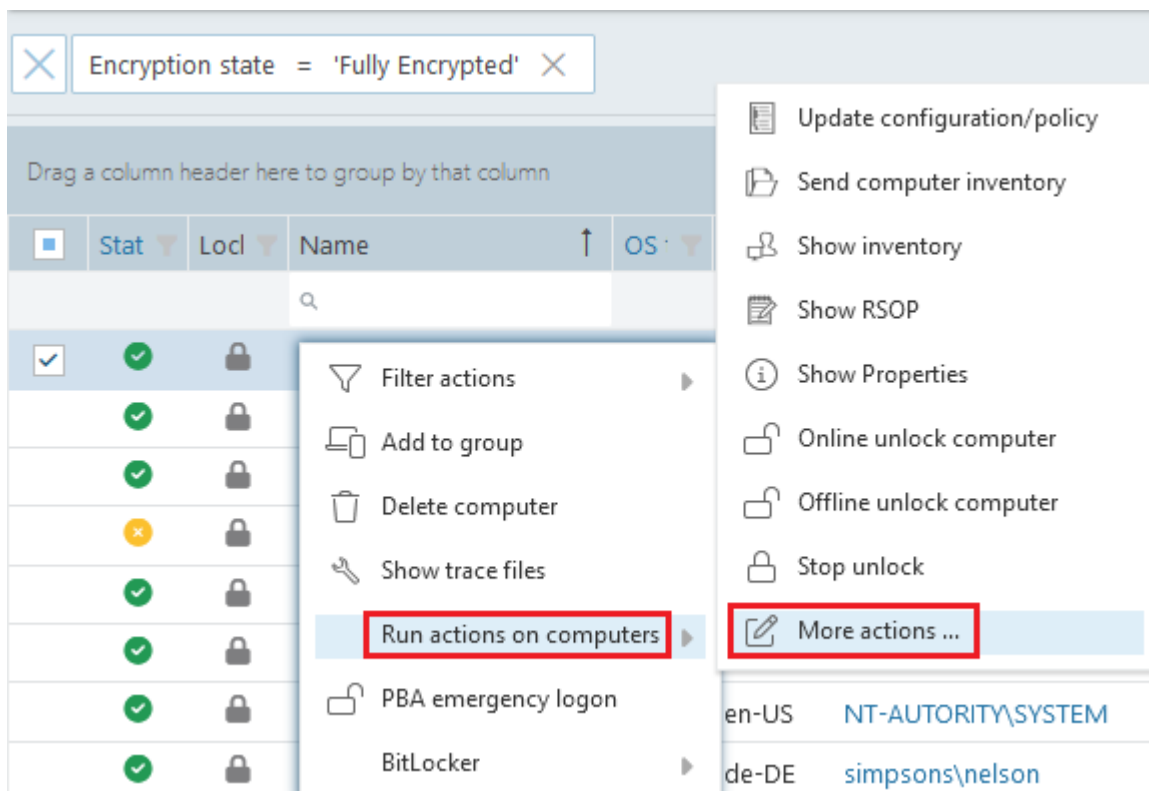 Encryption state = 'Fully Encrypted'
Drag a column header here to group by that column
Stat Locl Name OS
Update configuration/policy
Send computer inventory
Show inventory
Show RSOP
Show Properties
Online unlock computer
Offline unlock computer
Stop unlock
More actions ...
Filter actions
Add to group
Delete computer
Show trace files
Run actions on computers
PBA emergency logon
BitLocker
en-US NT-AUTORITY\SYSTEM
de-DE simpsons\nelson